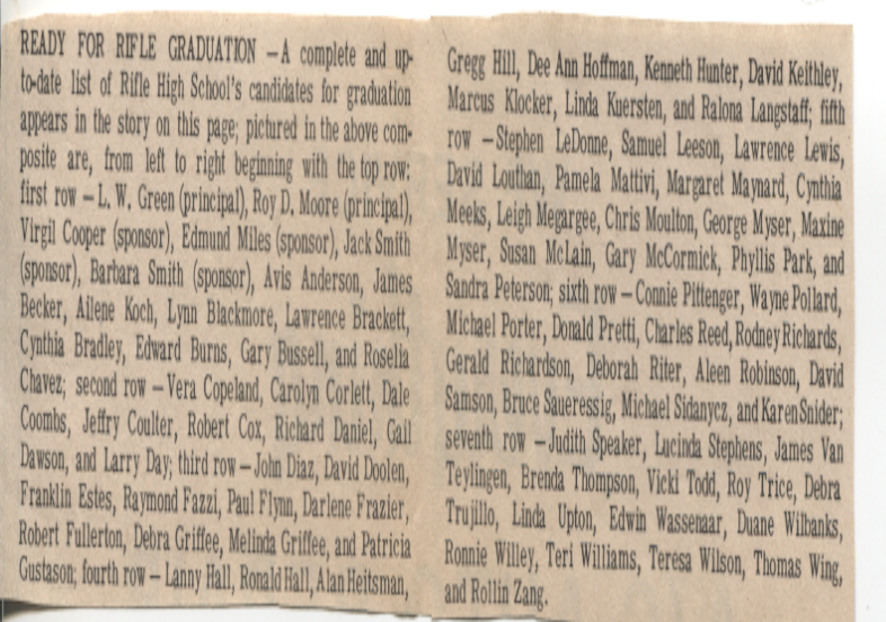 READY FOR RIFLE GRADUATION —A complete and up-
to-date list of Rifle High School's candidates for graduation
appears in the story on this page; pictured in the above com-
posite are, from left to right beginning with the top row:
first row —L. W. Green (principal), Roy D. Moore (principal),
Virgil Cooper (sponsor), Edmund Miles (sponsor), Jack Smith
(sponsor), Barbara Smith (sponsor), Avis Anderson, James
Becker, Ailene Koch, Lynn Blackmore, Lawrence Brackett,
Cynthia Bradley, Edward Burns, Gary Bussell, and Roselia
Chavez; second row —Vera Copeland, Carolyn Corlett, Dale
Coombs, Jeffry Coulter, Robert Cox, Richard Daniel, Gail
Dawson, and Larry Day; third row—John Diaz, David Doolen,
Franklin Estes, Raymond Fazzi, Paul Flynn, Darlene Frazier,
Robert Fullerton, Debra Griffee, Melinda Griffee, and Patricia
Gustason; fourth row — Lanny Hall, Ronald Hall, Alan Heitsman,
Gregg Hill, Dee Ann Hoffman, Kenneth Hunter, David Keithley,
Marcus Klocker, Linda Kuersten, and Ralona Langstaff; fifth
row —Stephen LeDonne, Samuel Leeson, Lawrence Lewis,
David Louthan, Pamela Mattivi, Margaret Maynard, Cynthia
Meeks, Leigh Megargee, Chris Moulton, George Myser, Maxine
Myser, Susan McLain, Gary McCormick, Phyllis Park, and
Sandra Peterson; sixth row —Connie Pittenger, Wayne Pollard,
Michael Porter, Donald Pretti, Charles Reed, Rodney Richards,
Gerald Richardson, Deborah Riter, Aleen Robinson, David
Samson, Bruce Saueressig, Michael Sidanycz, and Karen Snider;
seventh row —Judith Speaker, Lucinda Stephens, James Van
Teylingen, Brenda Thompson, Vicki Todd, Roy Trice, Debra
Trujillo, Linda Upton, Edwin Wassenaar, Duane Wilbanks,
Ronnie Willey, Teri Williams, Teresa Wilson, Thomas Wing,
and Rollin Zang.